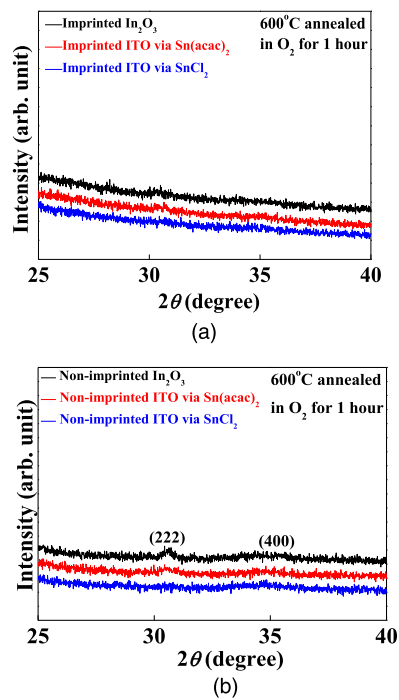 Imprinted In₂O₃
Imprinted ITO via Sn(acac)₂
Imprinted ITO via SnCl₂
600°C annealed
in O₂ for 1 hour
Intensity (arb. unit)
25 30 35 40
2θ (degree)
(a)
Non-imprinted In₂O₃
Non-imprinted ITO via Sn(acac)₂
Non-imprinted ITO via SnCl₂
600°C annealed
in O₂ for 1 hour
(222) (400)
Intensity (arb. unit)
25 30 35 40
2θ (degree)
(b)